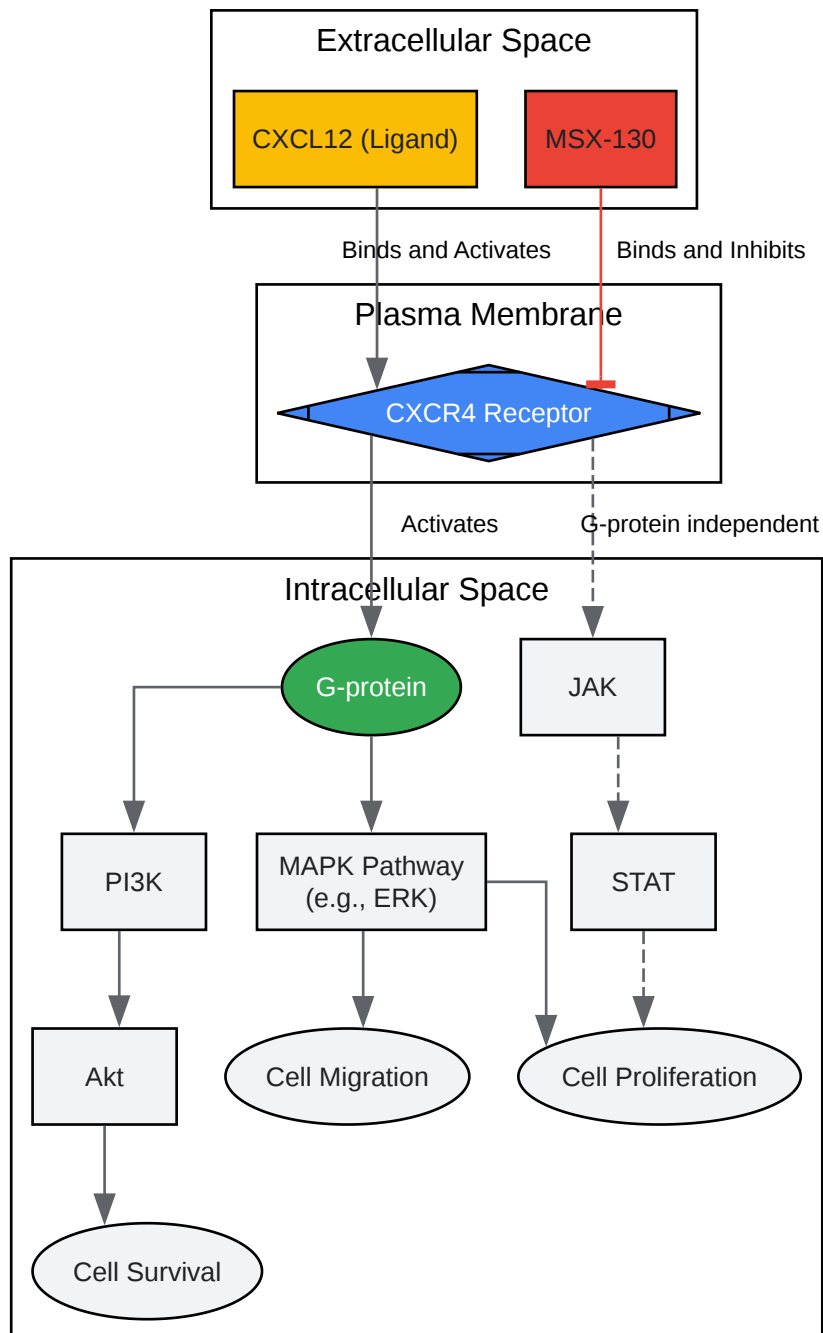 Extracellular Space
CXCL12 (Ligand)
MSX-130
Binds and Activates
Binds and Inhibits
Plasma Membrane
CXCR4 Receptor
Activates
G-protein independent
Intracellular Space
G-protein
JAK
PI3K
MAPK Pathway
(e.g., ERK)
STAT
Akt
Cell Migration
Cell Proliferation
Cell Survival